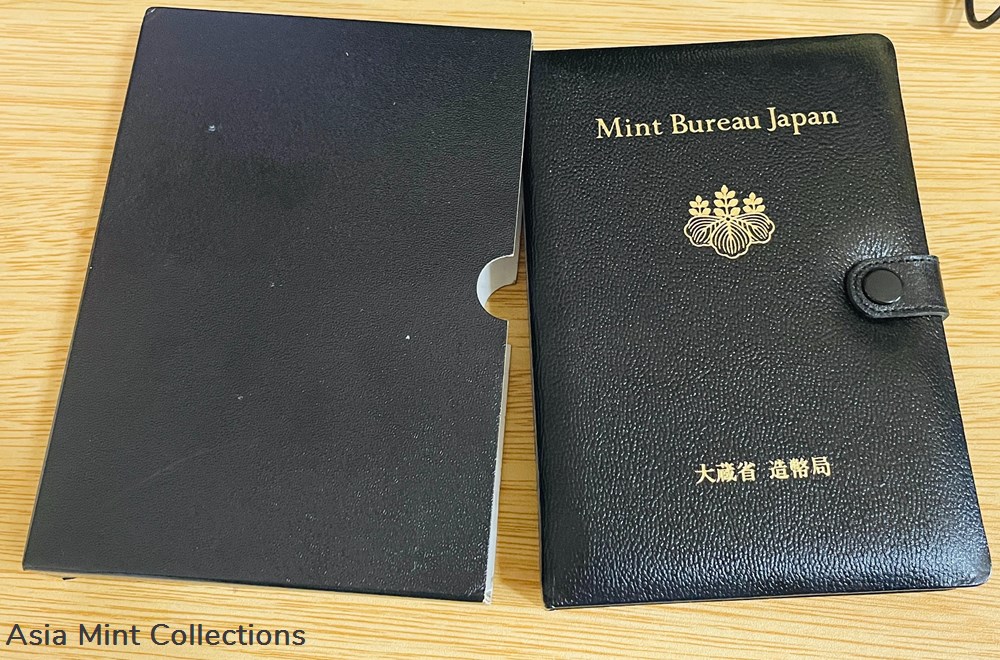 Mint Bureau Japan
大蔵省 造幣局
Asia Mint Collections